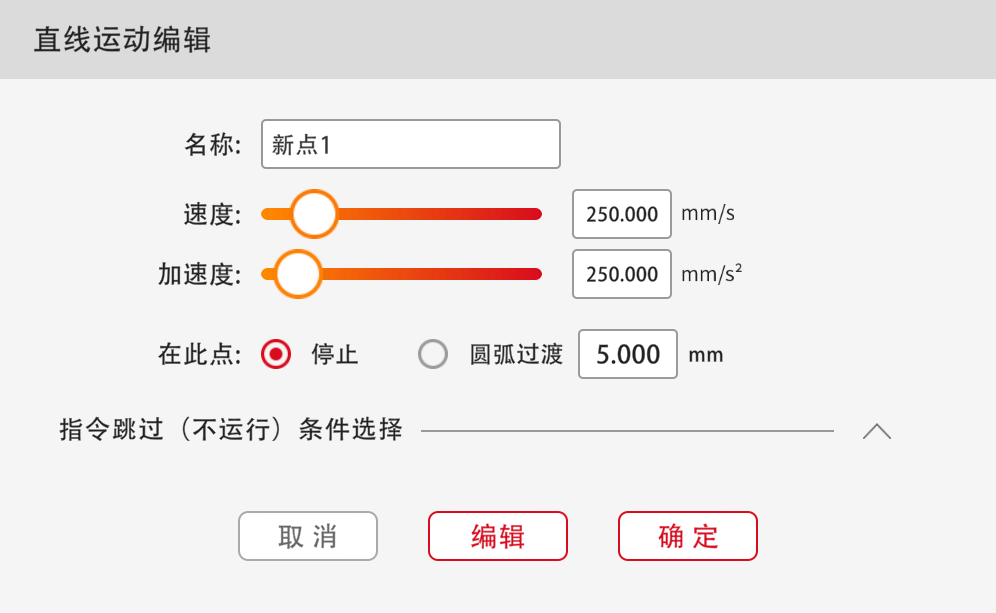 直线运动编辑
名称: 新点1
速度: 250.000 mm/s
加速度: 250.000 mm/s²
在此点: 停止 圆弧过渡 5.000 mm
指令跳过（不运行）条件选择
取消 编辑 确定